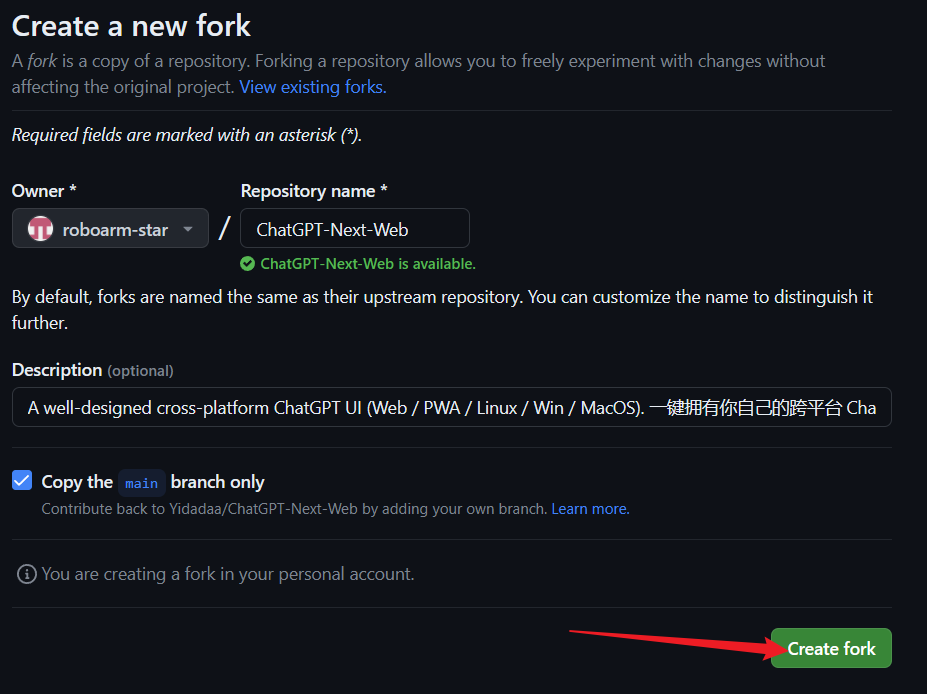 Create a new fork
A fork is a copy of a repository. Forking a repository allows you to freely experiment with changes without
affecting the original project. View existing forks.
Required fields are marked with an asterisk (*).
Owner *
Repository name *
roboarm-star
/
ChatGPT-Next-Web
ChatGPT-Next-Web is available.
By default, forks are named the same as their upstream repository. You can customize the name to distinguish it
further.
Description (optional)
A well-designed cross-platform ChatGPT UI (Web / PWA / Linux / Win / MacOS). 一键拥有你自己的跨平台 Cha
Copy the main branch only
Contribute back to Yidadaa/ChatGPT-Next-Web by adding your own branch. Learn more.
You are creating a fork in your personal account.
Create fork